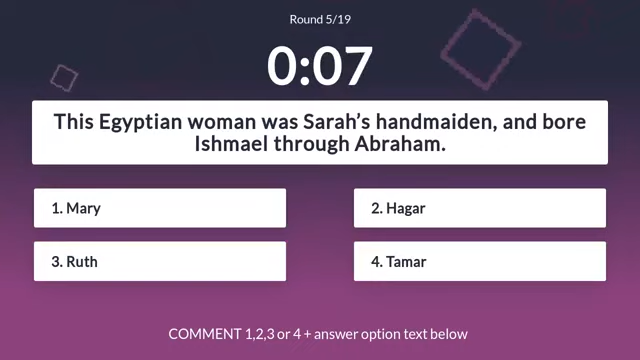 Round 5/19
0:07
This Egyptian woman was Sarah’s handmaiden, and bore
Ishmael through Abraham.
1. Mary
2. Hagar
3. Ruth
4. Tamar
COMMENT 1,2,3 or 4 + answer option text below